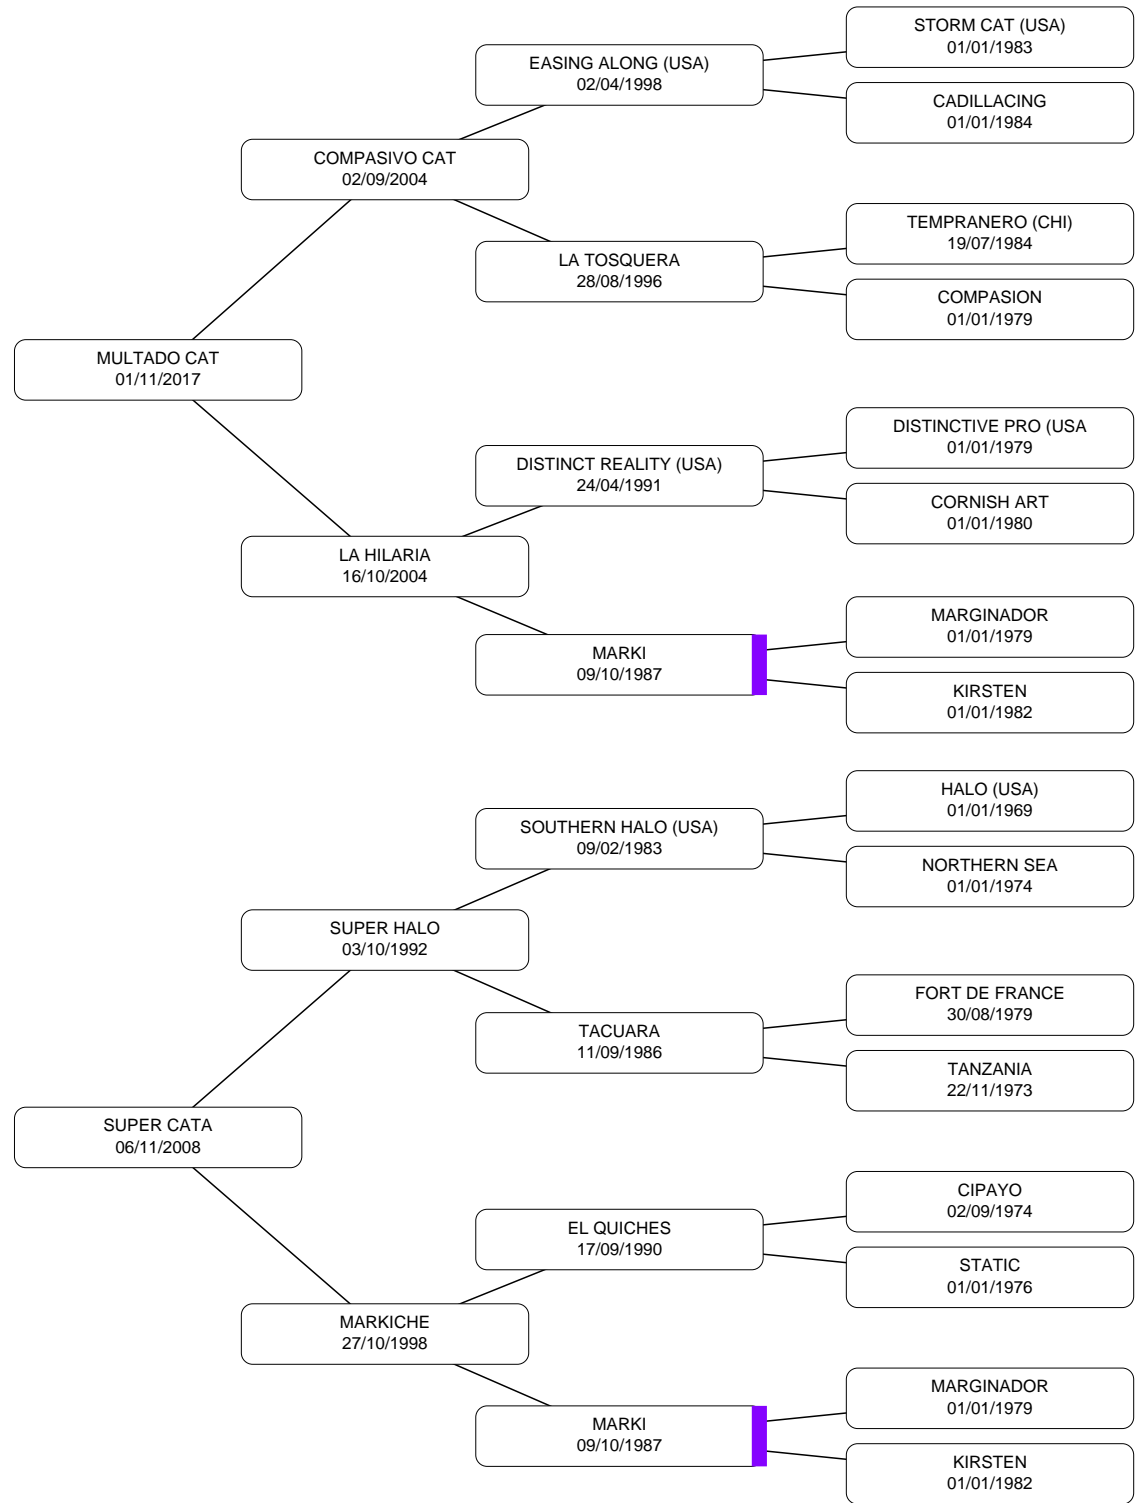 STORM CAT (USA)
01/01/1983
EASING ALONG (USA)
02/04/1998
CADILLACING
01/01/1984
COMPASIVO CAT
02/09/2004
TEMPRANERO (CHI)
19/07/1984
LA TOSQUERA
28/08/1996
COMPASION
01/01/1979
MULTADO CAT
01/11/2017
DISTINCTIVE PRO (USA
01/01/1979
DISTINCT REALITY (USA)
24/04/1991
CORNISH ART
01/01/1980
LA HILARIA
16/10/2004
MARGINADOR
01/01/1979
MARKI
09/10/1987
KIRSTEN
01/01/1982
HALO (USA)
01/01/1969
SOUTHERN HALO (USA)
09/02/1983
NORTHERN SEA
01/01/1974
SUPER HALO
03/10/1992
FORT DE FRANCE
30/08/1979
TACUARA
11/09/1986
TANZANIA
22/11/1973
SUPER CATA
06/11/2008
CIPAYO
02/09/1974
EL QUICHES
17/09/1990
STATIC
01/01/1976
MARKICHE
27/10/1998
MARGINADOR
01/01/1979
MARKI
09/10/1987
KIRSTEN
01/01/1982